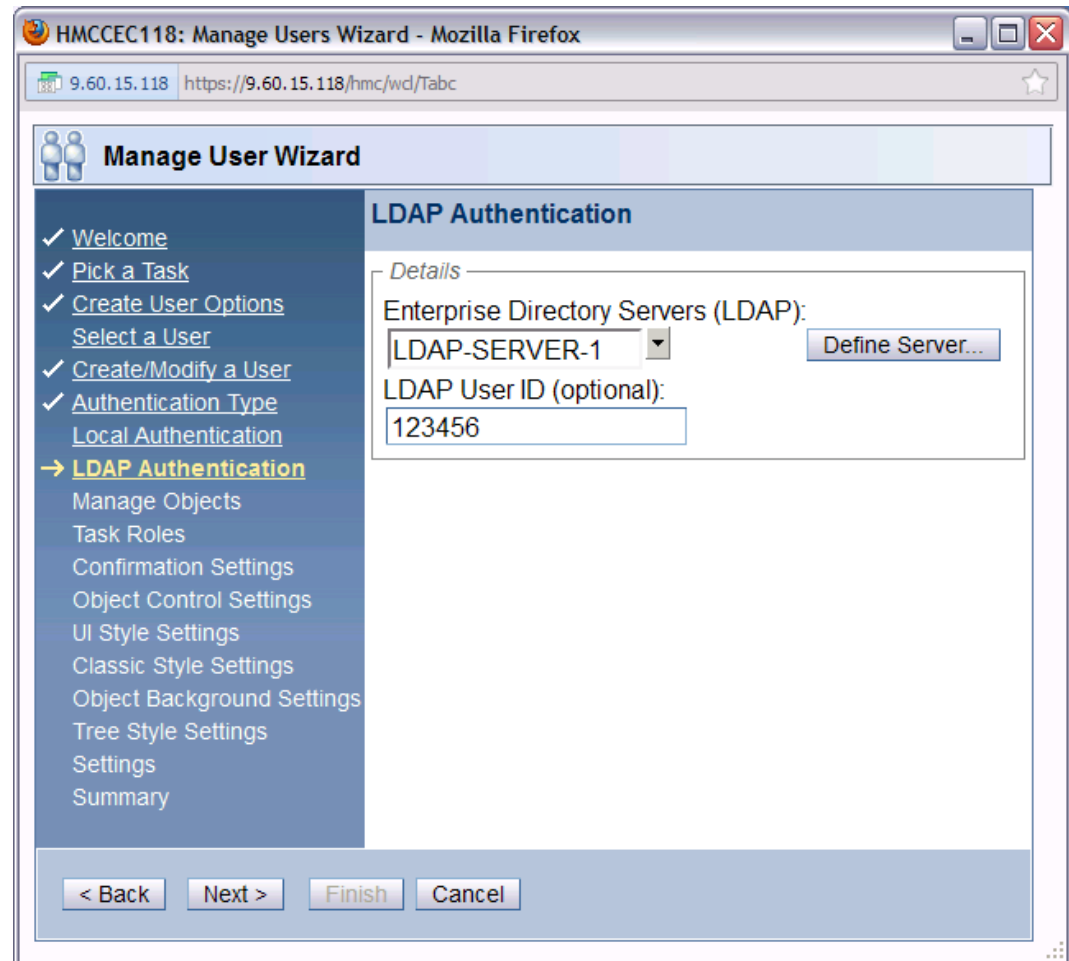 HMCCEC118: Manage Users Wizard - Mozilla Firefox
9.60.15.118 https://9.60.15.118/hmc/wcl/Tabc
Manage User Wizard
Welcome
Pick a Task
Create User Options
Select a User
Create/Modify a User
Authentication Type
Local Authentication
LDAP Authentication
Manage Objects
Task Roles
Confirmation Settings
Object Control Settings
UI Style Settings
Classic Style Settings
Object Background Settings
Tree Style Settings
Settings
Summary
LDAP Authentication
Details
Enterprise Directory Servers (LDAP):
LDAP-SERVER-1
Define Server...
LDAP User ID (optional):
123456
< Back Next > Finish Cancel